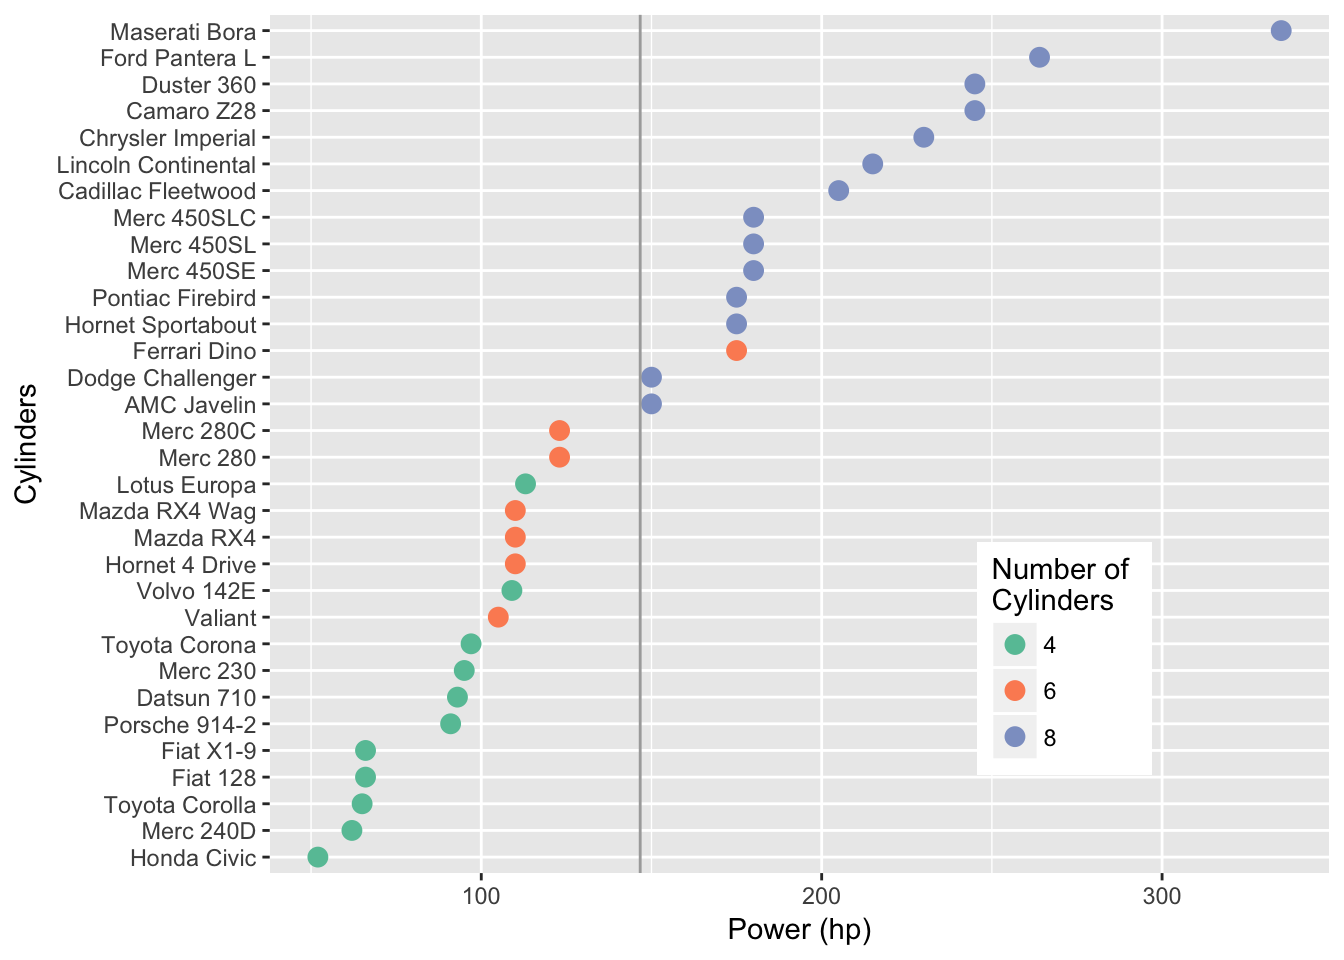 Maserati Bora
Ford Pantera L
Duster 360
Camaro Z28
Chrysler Imperial
Lincoln Continental
Cadillac Fleetwood
Merc 450SLC
Merc 450SL
Merc 450SE
Pontiac Firebird
Hornet Sportabout
Ferrari Dino
Dodge Challenger
AMC Javelin
Merc 280C
Merc 280
Lotus Europa
Mazda RX4 Wag
Mazda RX4
Hornet 4 Drive
Volvo 142E
Valiant
Toyota Corona
Merc 230
Datsun 710
Porsche 914-2
Fiat X1-9
Fiat 128
Toyota Corolla
Merc 240D
Honda Civic
Cylinders
Number of
Cylinders
4
6
8
100
200
300
Power (hp)